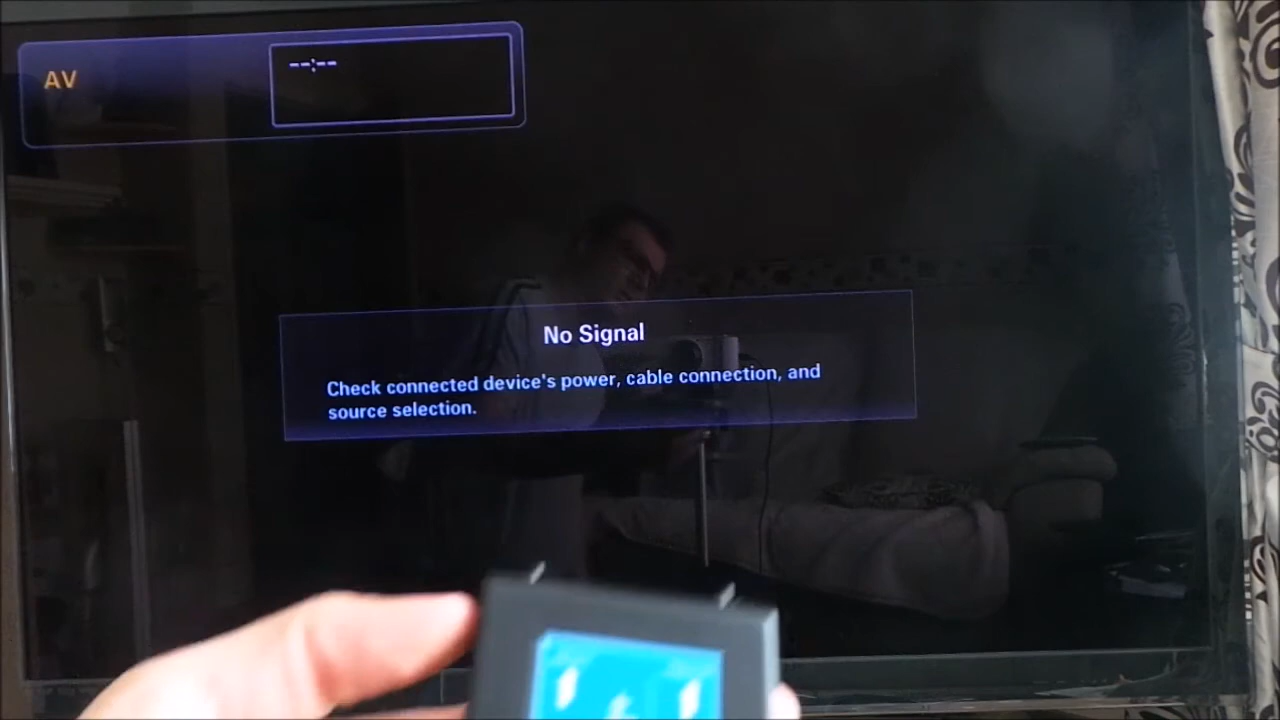 AV
--:--
No Signal
Check connected device's power, cable connection, and
source selection.